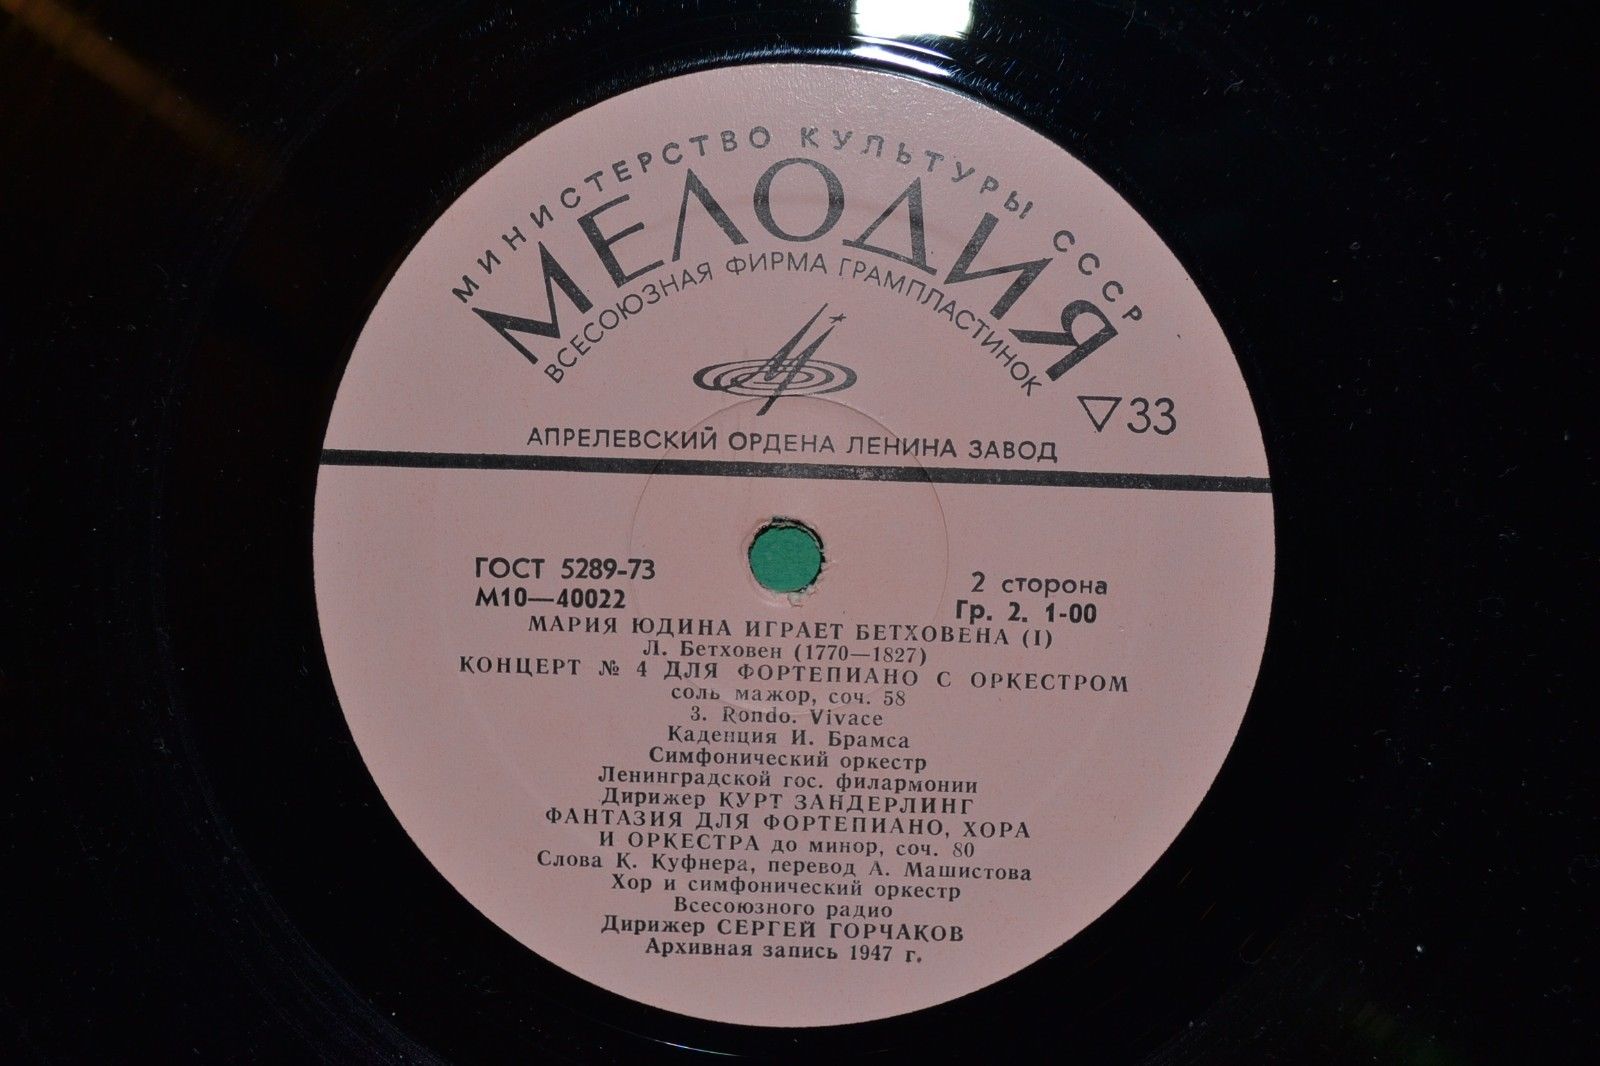 МИНИСТЕРСТВО КУЛЬТУРЫ СССР
МЕЛОДИЯ
ВСЕСОЮЗНАЯ ФИРМА ГРАМПЛАСТИНОК
▽33
АПРЕЛЕВСКИЙ ОРДЕНА ЛЕНИНА ЗАВОД
ГОСТ 5289-73
2 сторона
М10—40022
Гр. 2. 1-00
МАРИЯ ЮДИНА ИГРАЕТ БЕТХОВЕНА (I)
Л. Бетховен (1770—1827)
КОНЦЕРТ № 4 ДЛЯ ФОРТЕПИАНО С ОРКЕСТРОМ
соль мажор, соч. 58
3. Rondo. Vivace
Каденция И. Брамса
Симфонический оркестр
Ленинградской гос. филармонии
Дирижер КУРТ ЗАНДЕРЛИНГ
ФАНТАЗИЯ ДЛЯ ФОРТЕПИАНО, ХОРА
И ОРКЕСТРА до минор, соч. 80
Слова К. Куфнера, перевод А. Машистова
Хор и симфонический оркестр
Всесоюзного радио
Дирижер СЕРГЕЙ ГОРЧАКОВ
Архивная запись 1947 г.